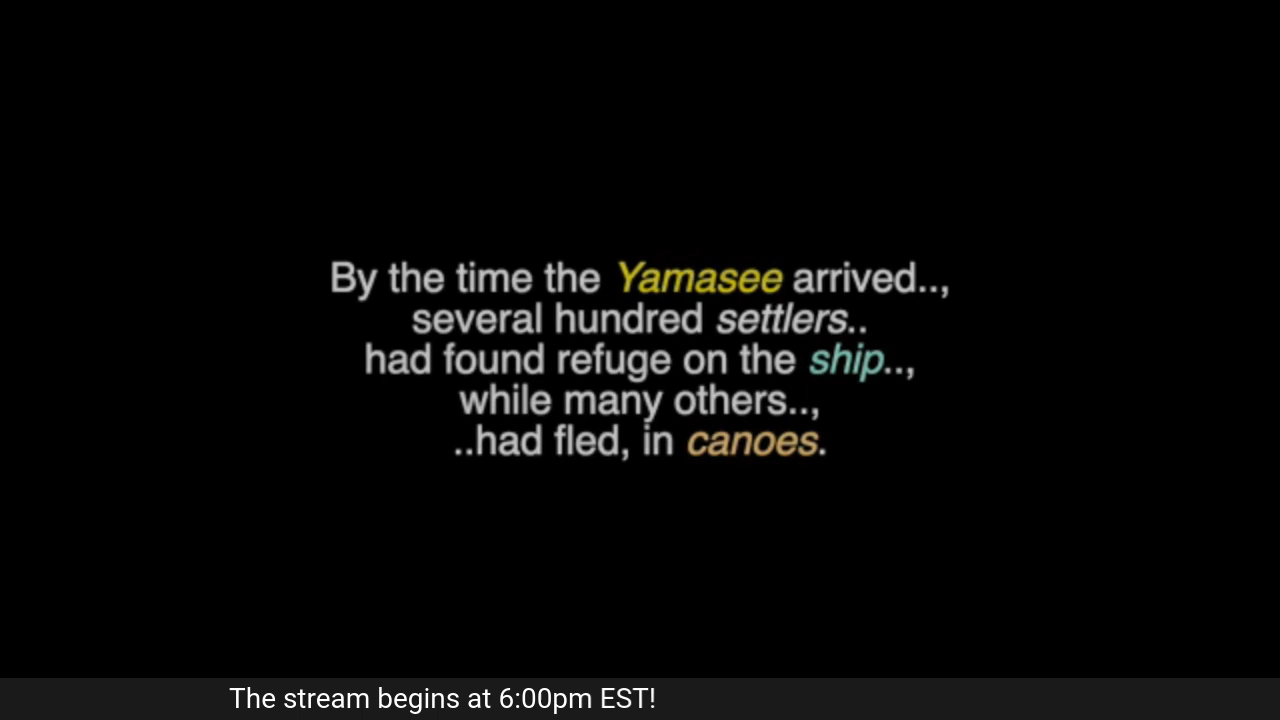 By the time the Yamasee arrived..,
several hundred settlers..
had found refuge on the ship..,
while many others..,
..had fled, in canoes.
The stream begins at 6:00pm EST!